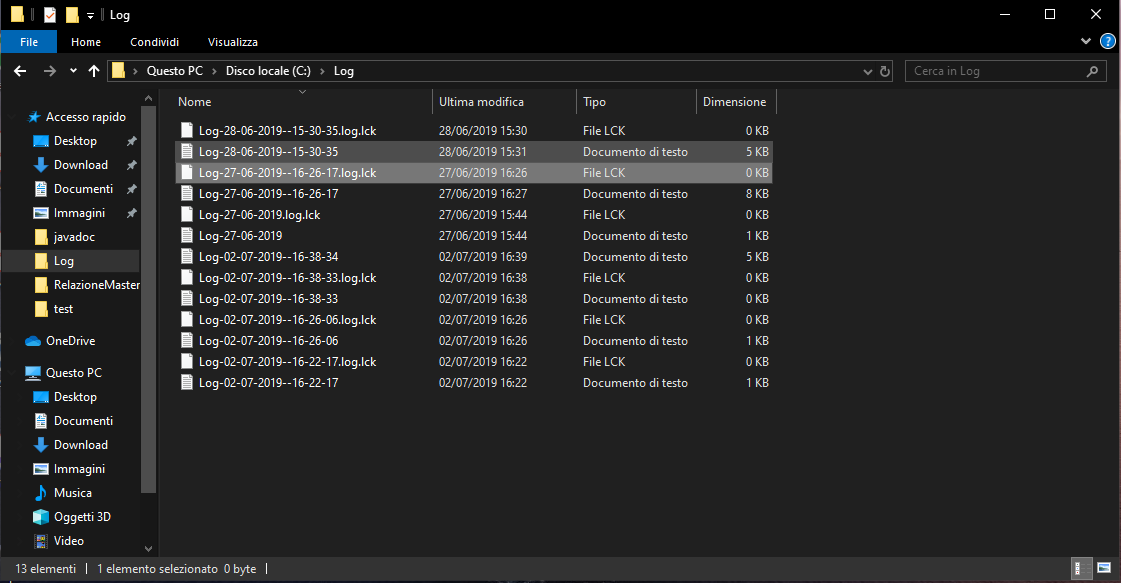 Log
File Home Condividi Visualizza
Questo PC Disco locale (C:) Log Cerca in Log
Nome Ultima modifica Tipo Dimensione
Accesso rapido
Desktop
Download
Documenti
Immagini
javadoc
Log
RelazioneMaster
test
OneDrive
Questo PC
Desktop
Documenti
Download
Immagini
Musica
Oggetti 3D
Video
Log-28-06-2019--15-30-35.log.lck 28/06/2019 15:30 File LCK 0 KB
Log-28-06-2019--15-30-35 28/06/2019 15:31 Documento di testo 5 KB
Log-27-06-2019--16-26-17.log.lck 27/06/2019 16:26 File LCK 0 KB
Log-27-06-2019--16-26-17 27/06/2019 16:27 Documento di testo 8 KB
Log-27-06-2019.log.lck 27/06/2019 15:44 File LCK 0 KB
Log-27-06-2019 27/06/2019 15:44 Documento di testo 1 KB
Log-02-07-2019--16-38-34 02/07/2019 16:39 Documento di testo 5 KB
Log-02-07-2019--16-38-33.log.lck 02/07/2019 16:38 File LCK 0 KB
Log-02-07-2019--16-38-33 02/07/2019 16:38 Documento di testo 0 KB
Log-02-07-2019--16-26-06.log.lck 02/07/2019 16:26 File LCK 0 KB
Log-02-07-2019--16-26-06 02/07/2019 16:26 Documento di testo 1 KB
Log-02-07-2019--16-22-17.log.lck 02/07/2019 16:22 File LCK 0 KB
Log-02-07-2019--16-22-17 02/07/2019 16:22 Documento di testo 1 KB
13 elementi 1 elemento selezionato 0 byte